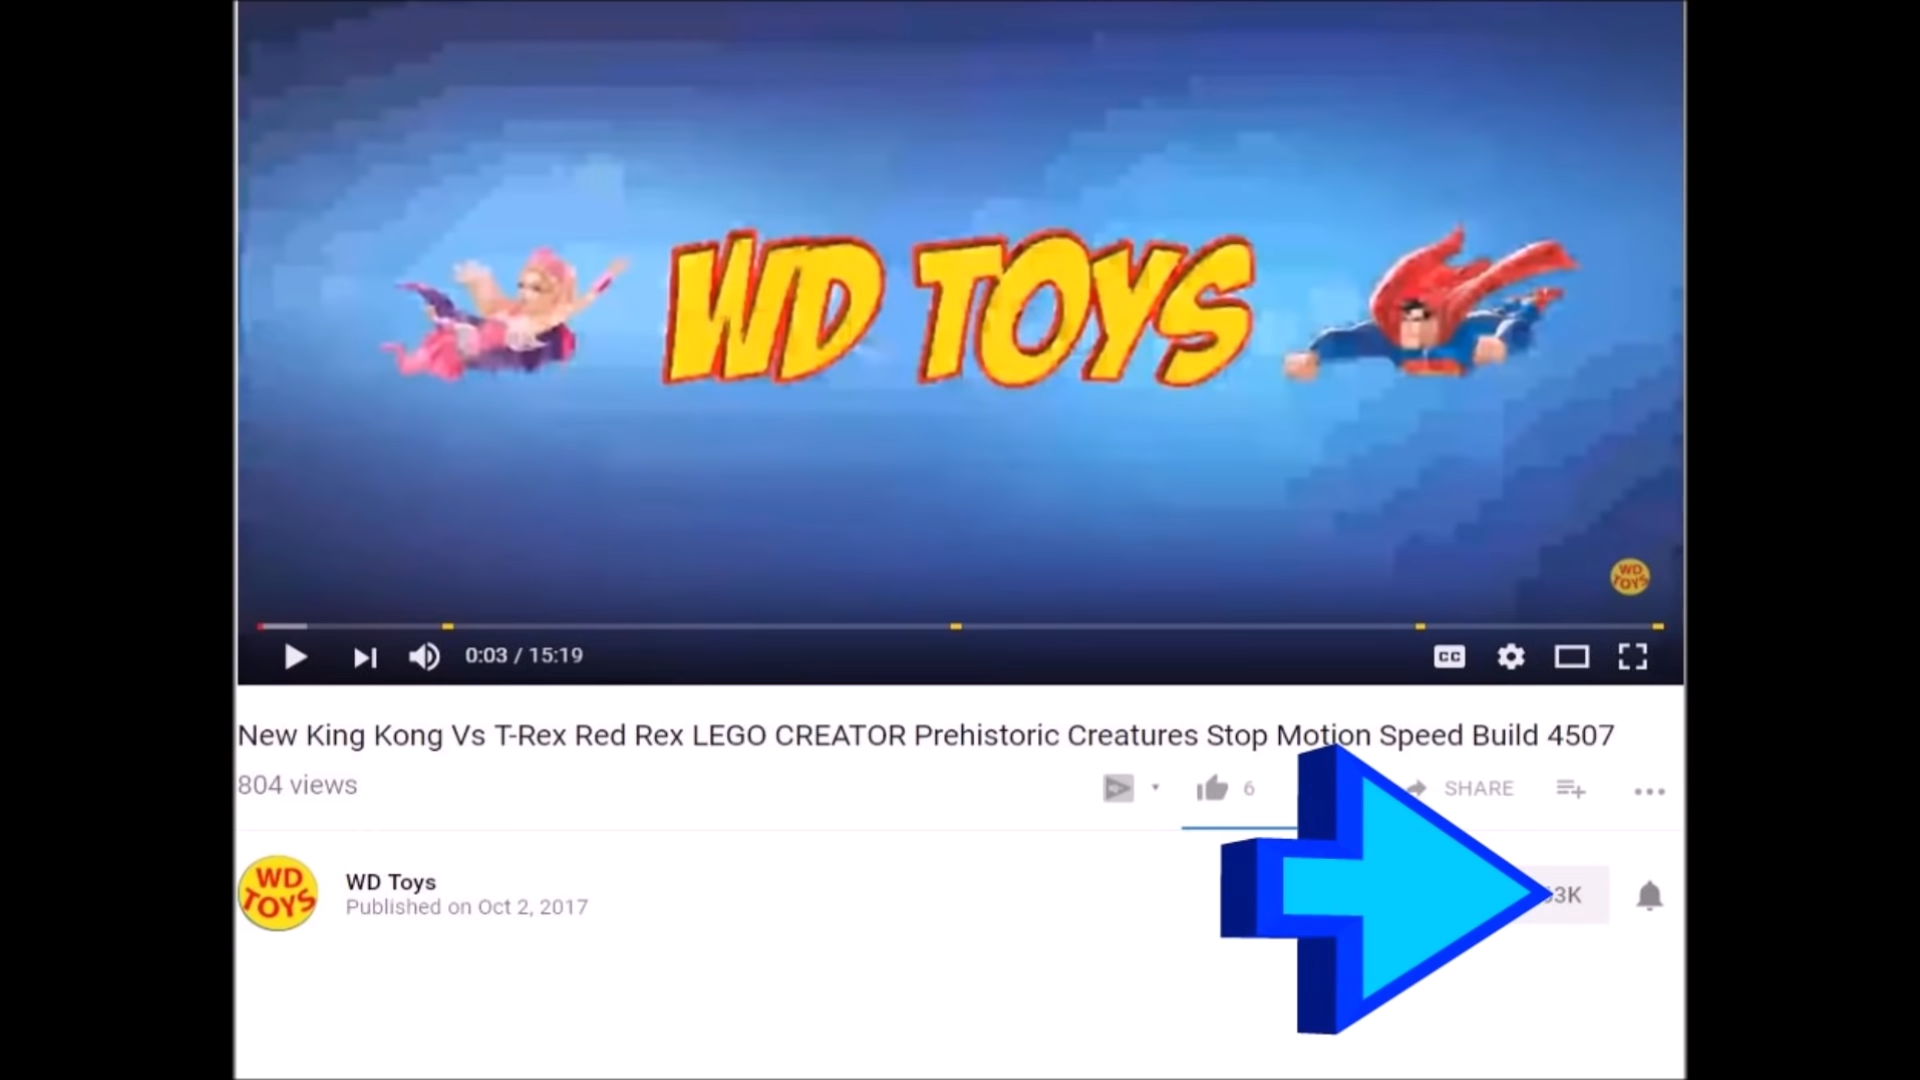 WD TOYS
WD
TOYS
CC
0:03 / 15:19
New King Kong Vs T-Rex Red Rex LEGO CREATOR Prehistoric Creatures Stop Motion Speed Build 4507
804 views
6
SHARE
WD
TOYS
WD Toys
Published on Oct 2, 2017